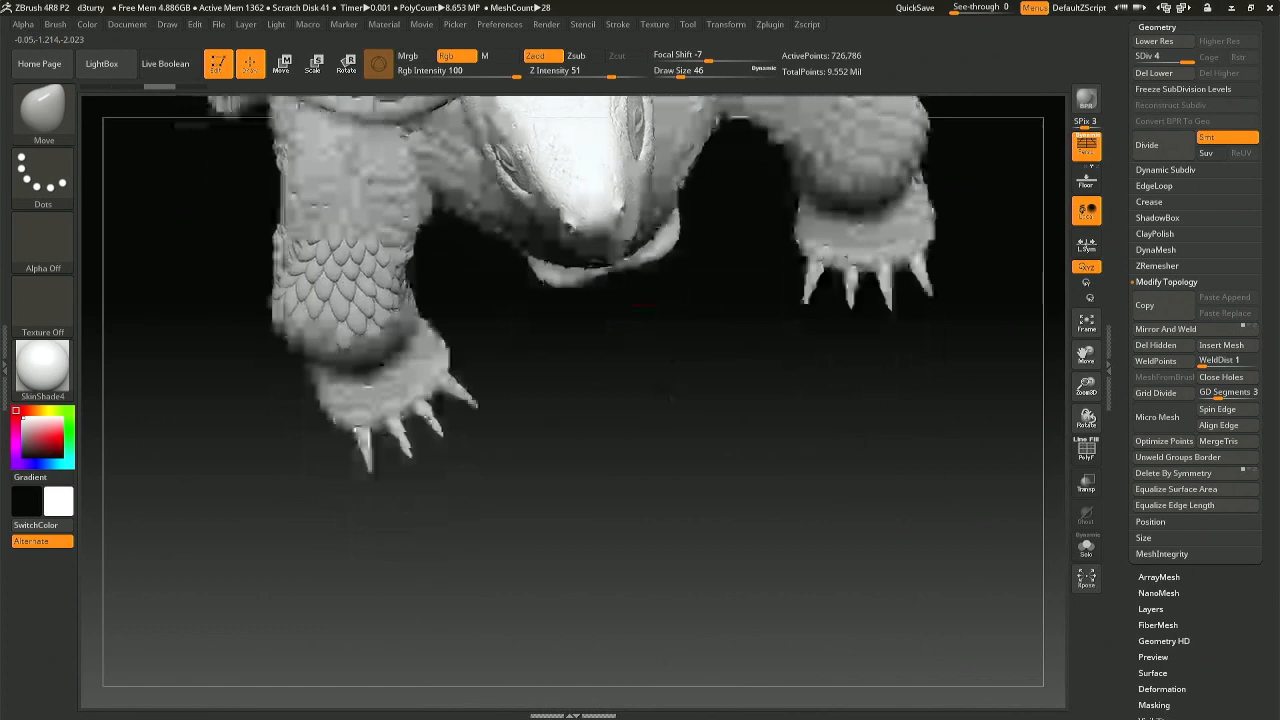 ZBrush 4R8 P2 d3turty • Free Mem 4.886GB • Active Mem 1362 • Scratch Disk 41 • Timer▶0.001 • PolyCount▶8.653 MP • MeshCount▶28 QuickSave See-through 0 Menus DefaultZScript
Alpha Brush Color Document Draw Edit File Layer Light Macro Marker Material Movie Picker Preferences Render Stencil Stroke Texture Tool Transform Zplugin Zscript
-0.05,-1.214,-2.023
Home Page LightBox Live Boolean Edit Draw Move Scale Rotate
Mrgb Rgb M Zadd Zsub Zcut Focal Shift -7 ActivePoints: 726,786
Rgb Intensity 100 Z Intensity 51 Draw Size 46 Dynamic TotalPoints: 9.552 Mil
Move
Dots
Alpha Off
Texture Off
SkinShade4
Gradient
SwitchColor
Alternate
BPR
SPix 3
Dynamic
Persp
Floor
Local
L.Sym
Frame
Move
Zoom3D
Rotate
Line Fill
PolyF
Transp
Ghost
Dynamic
Solo
Xpose
Geometry
Lower Res Higher Res
SDiv 4 Cage Rstr
Del Lower Del Higher
Freeze SubDivision Levels
Reconstruct Subdiv
Convert BPR To Geo
Divide Smt
Suv ReUV
Dynamic Subdiv
EdgeLoop
Crease
ShadowBox
ClayPolish
DynaMesh
ZRemesher
Modify Topology
Copy Paste Append
Paste Replace
Mirror And Weld
Del Hidden Insert Mesh
WeldPoints WeldDist 1
MeshFromBrush Close Holes
Grid Divide GD Segments 3
Micro Mesh Spin Edge
Align Edge
Optimize Points MergeTris
Unweld Groups Border
Delete By Symmetry
Equalize Surface Area
Equalize Edge Length
Position
Size
MeshIntegrity
ArrayMesh
NanoMesh
Layers
FiberMesh
Geometry HD
Preview
Surface
Deformation
Masking